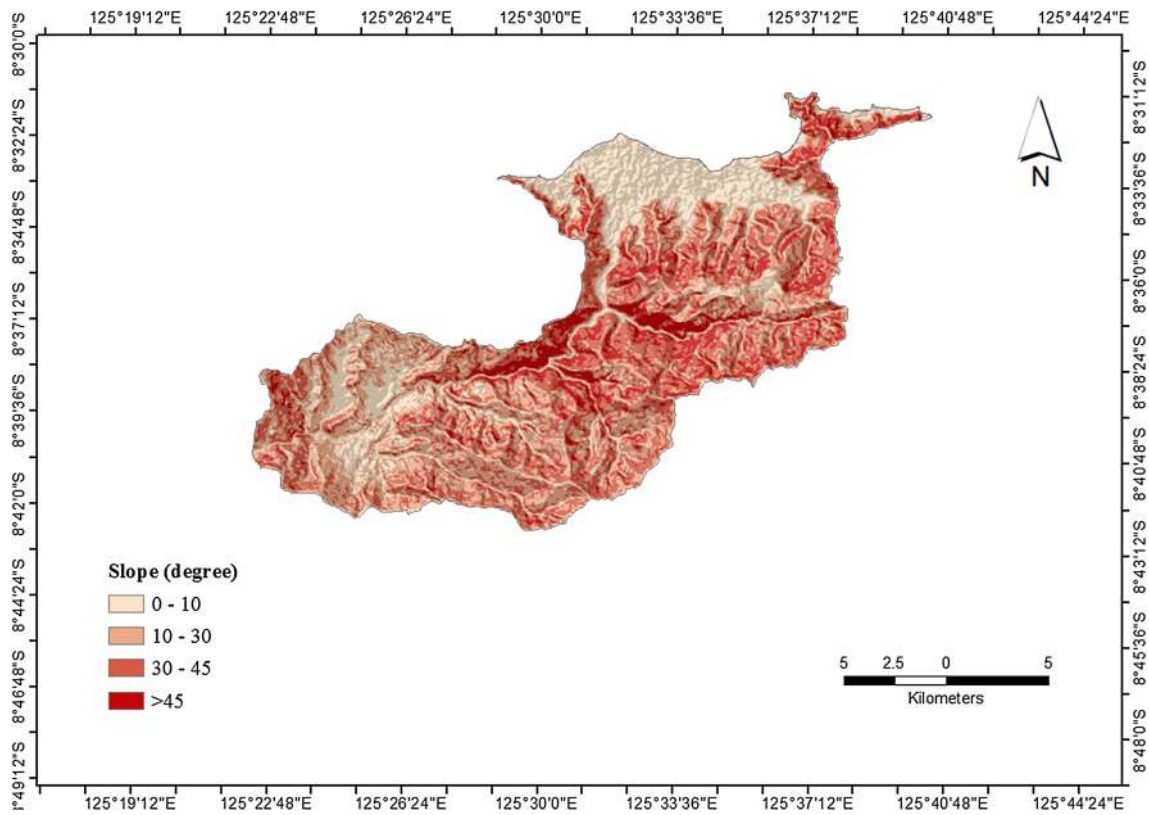 125°19'12"E 125°22'48"E 125°26'24"E 125°30'0"E 125°33'36"E 125°37'12"E 125°40'48"E 125°44'24"E
8°30'0"S
8°32'24"S
8°34'48"S
8°37'12"S
8°39'36"S
8°42'0"S
8°44'24"S
8°46'48"S
8°49'12"S
8°31'12"S
8°33'36"S
8°36'0"S
8°38'24"S
8°40'48"S
8°43'12"S
8°45'36"S
8°48'0"S
N
Slope (degree)
0 - 10
10 - 30
30 - 45
>45
5 2.5 0 5
Kilometers
125°19'12"E 125°22'48"E 125°26'24"E 125°30'0"E 125°33'36"E 125°37'12"E 125°40'48"E 125°44'24"E